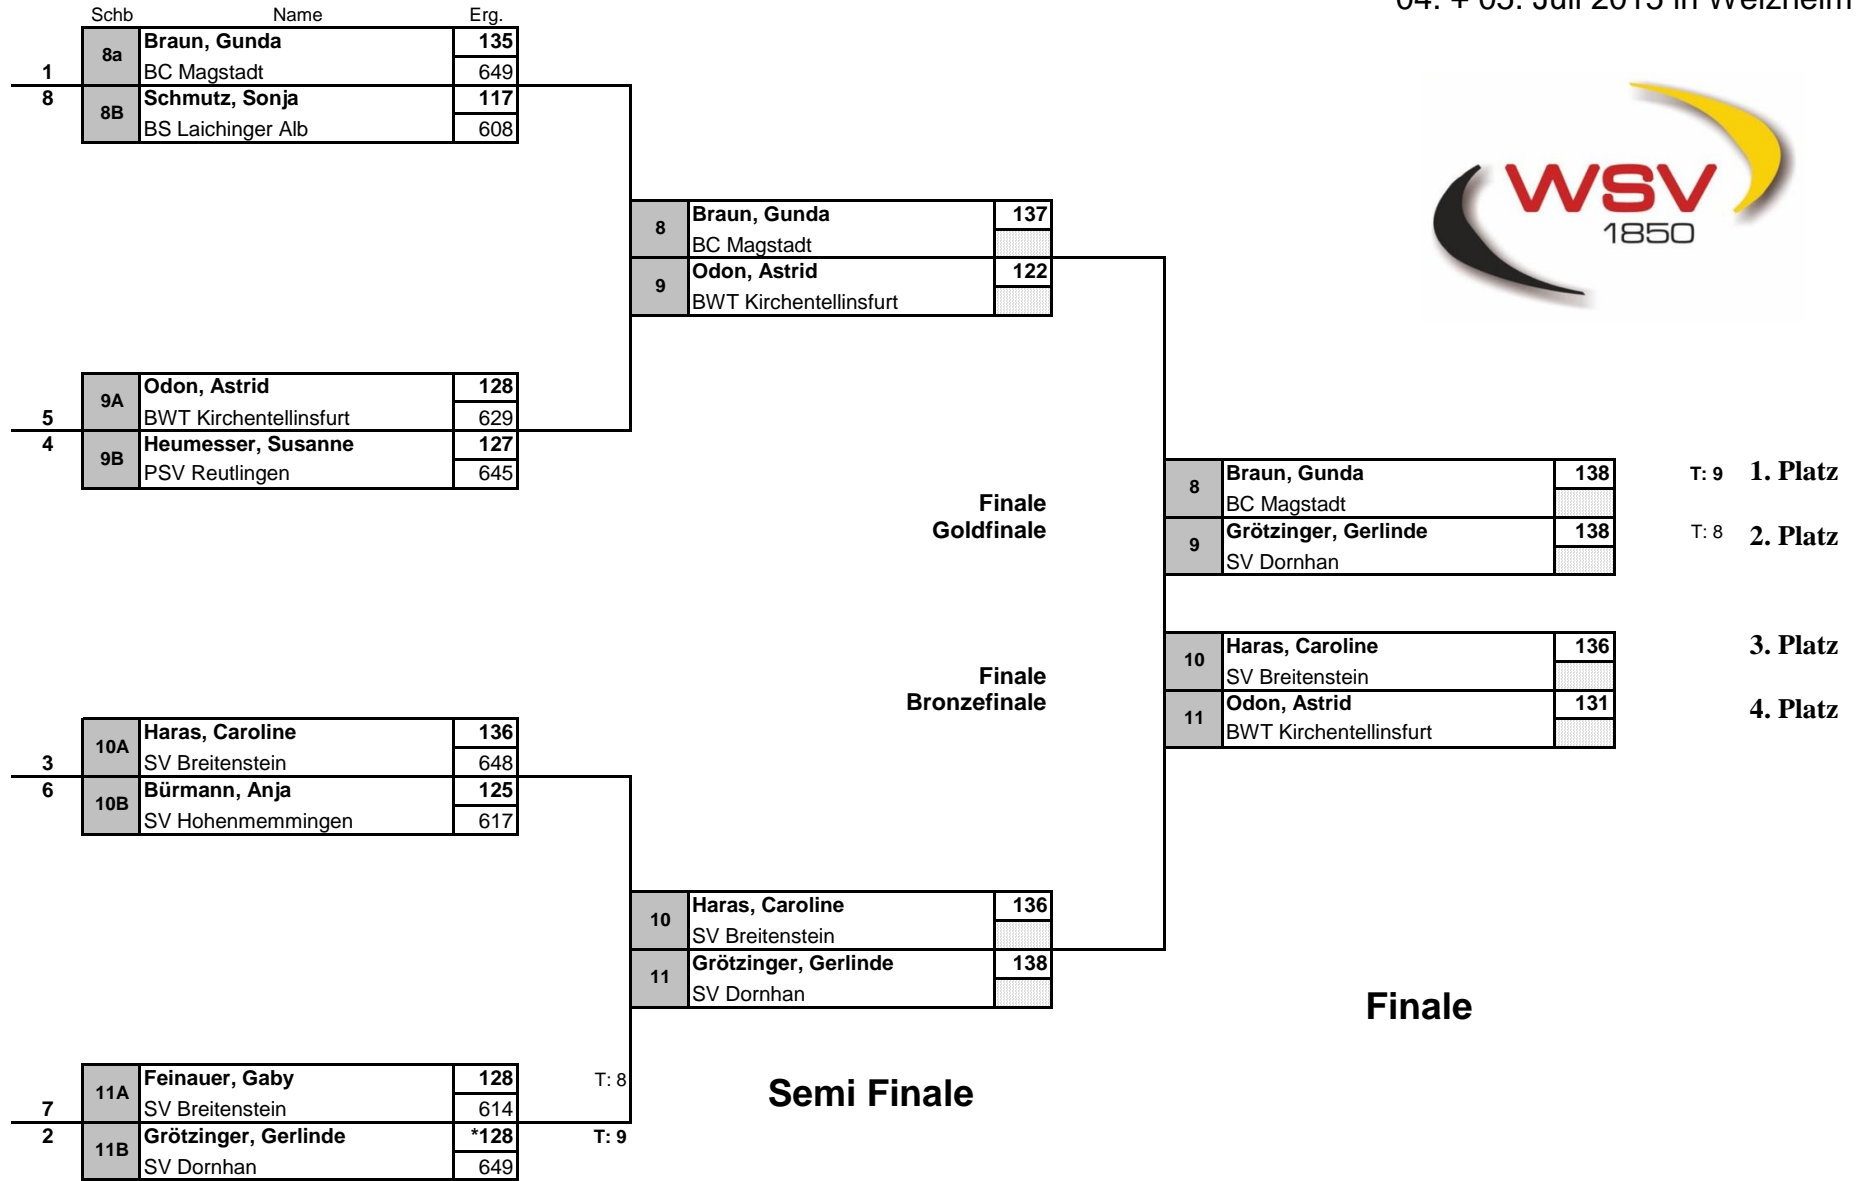 04. + 05. Juli 2015 in Welzheim
Schb Name Erg.
8a Braun, Gunda 135
1 BC Magstadt 649
8 8B Schmutz, Sonja 117
BS Laichinger Alb 608
WSV
1850
8 Braun, Gunda 137
BC Magstadt
9 Odon, Astrid 122
BWT Kirchentellinsfurt
9A Odon, Astrid 128
5 BWT Kirchentellinsfurt 629
4 9B Heumesser, Susanne 127
PSV Reutlingen 645
Finale
Goldfinale
8 Braun, Gunda 138 T: 9 1. Platz
BC Magstadt
9 Grötzinger, Gerlinde 138 T: 8 2. Platz
SV Dornhan
Finale
Bronzefinale
10 Haras, Caroline 136 3. Platz
SV Breitenstein
11 Odon, Astrid 131 4. Platz
BWT Kirchentellinsfurt
10A Haras, Caroline 136
3 SV Breitenstein 648
6 10B Bürmann, Anja 125
SV Hohenmemmingen 617
10 Haras, Caroline 136
SV Breitenstein
11 Grötzinger, Gerlinde 138
SV Dornhan
Finale
Semi Finale
11A Feinauer, Gaby 128 T: 8
7 SV Breitenstein 614
2 11B Grötzinger, Gerlinde *128 T: 9
SV Dornhan 649